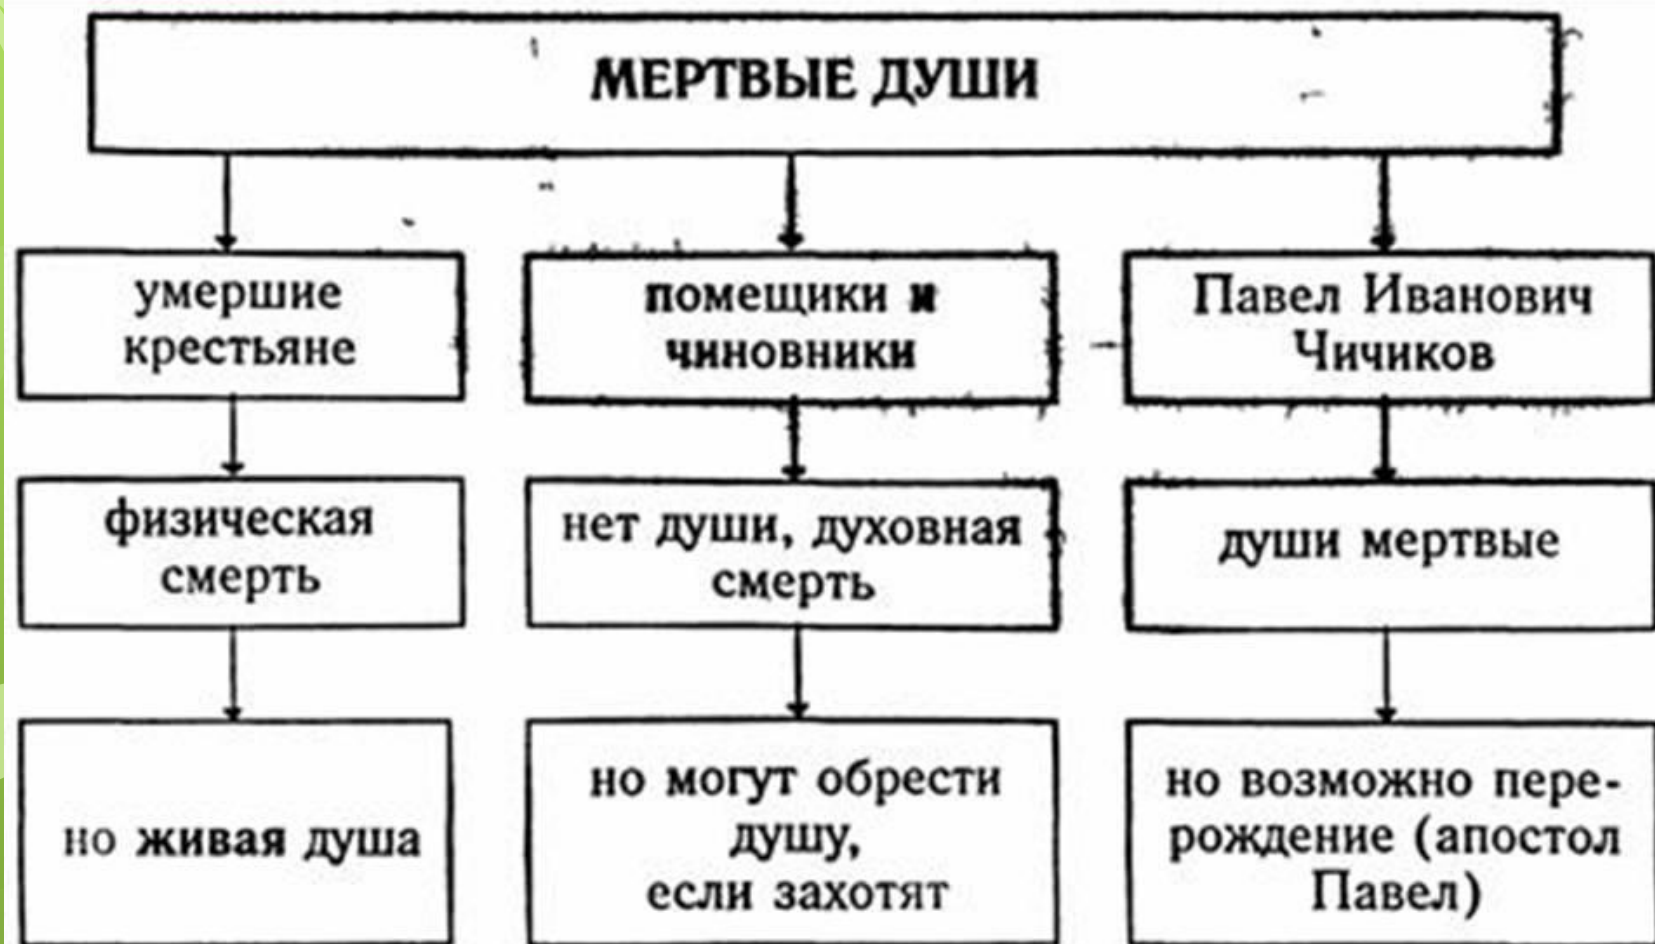 МЕРТВЫЕ ДУШИ
умершие
крестьяне
помещики и
чиновники
Павел Иванович
Чичиков
физическая
смерть
нет души, духовная
смерть
души мертвые
но живая душа
но могут обрести
душу,
если захотят
но возможно пере-
рождение (апостол
Павел)